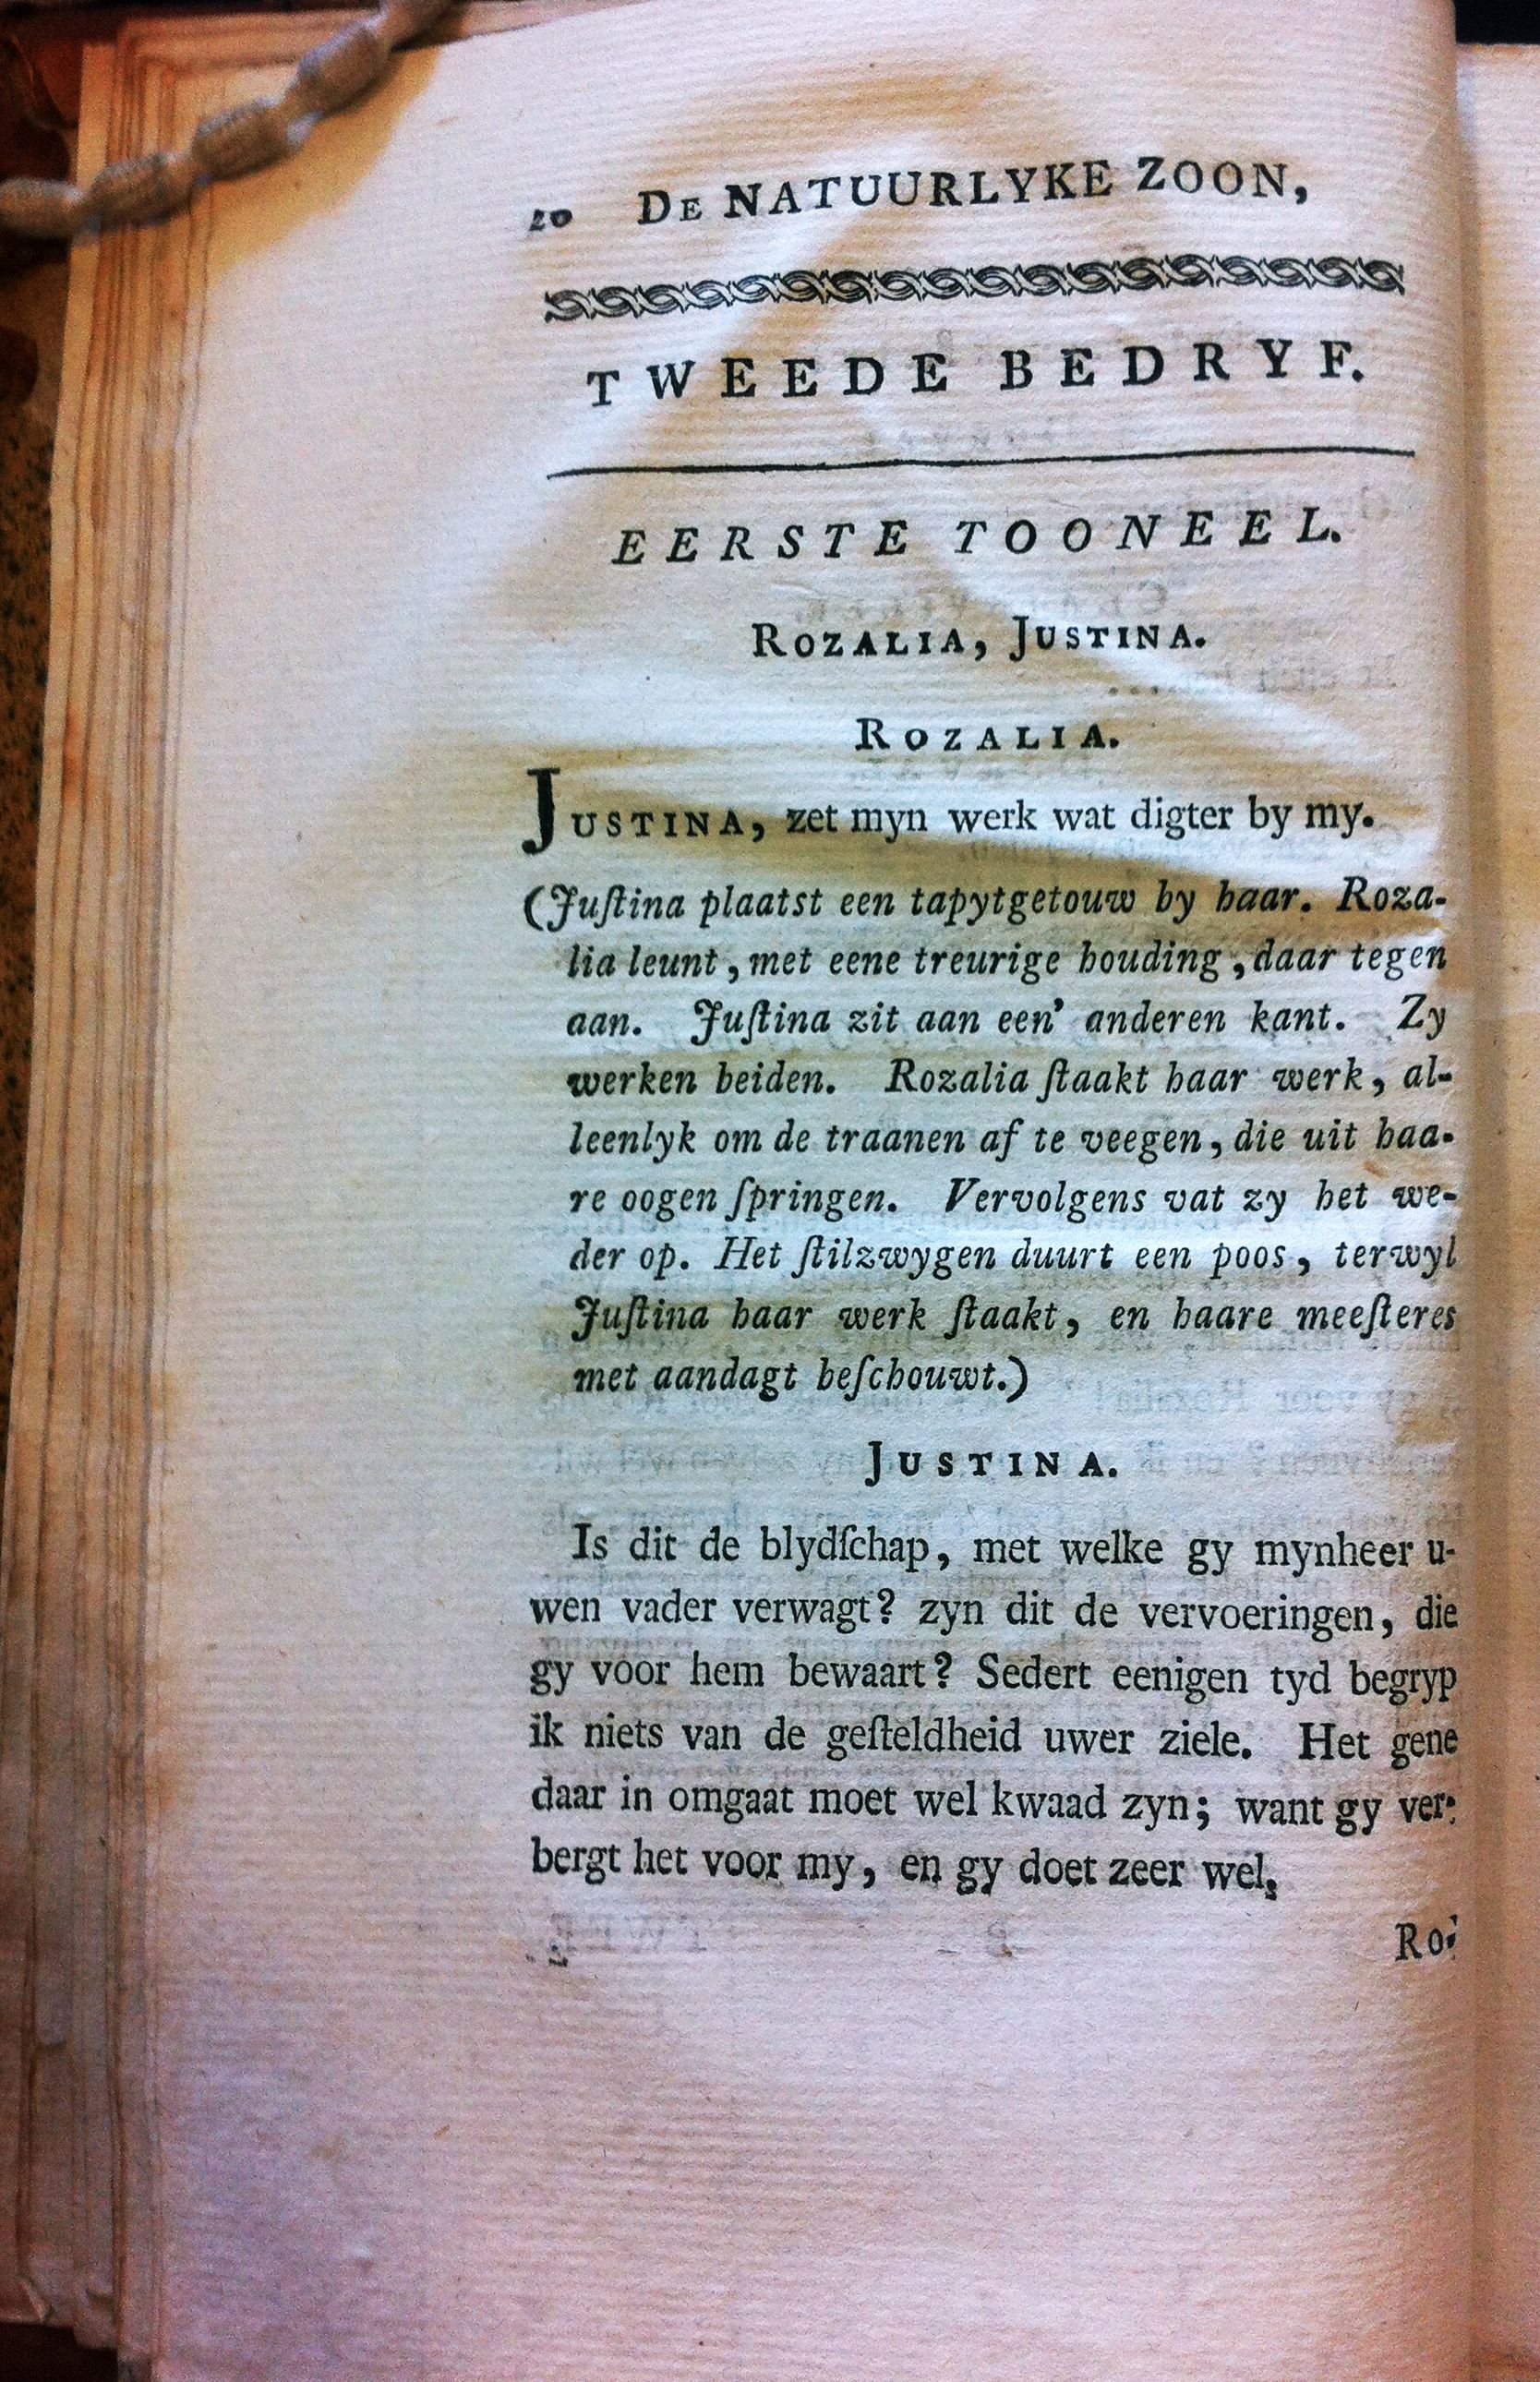 20 DE NATUURLYKE ZOON,
TWEEDE BEDRYF.
EERSTE TOONEEL.
ROZALIA, JUSTINA.
ROZALIA.
JUSTINA, zet myn werk wat digter by my.
(Juſtina plaatst een tapytgetouw by haar. Roza-
lia leunt, met eene treurige houding, daar tegen
aan. Juſtina zit aan een' anderen kant. Zy
werken beiden. Rozalia ſtaakt haar werk, al-
leenlyk om de traanen af te veegen, die uit haa-
re oogen ſpringen. Vervolgens vat zy het we-
der op. Het ſtilzwygen duurt een poos, terwyl
Juſtina haar werk ſtaakt, en haare meeſteres
met aandagt beſchouwt.)
JUSTINA.
Is dit de blydſchap, met welke gy mynheer u-
wen vader verwagt? zyn dit de vervoeringen, die
gy voor hem bewaart? Sedert eenigen tyd begryp
ik niets van de geſteldheid uwer ziele. Het gene
daar in omgaat moet wel kwaad zyn; want gy ver-
bergt het voor my, en gy doet zeer wel.
Ro-